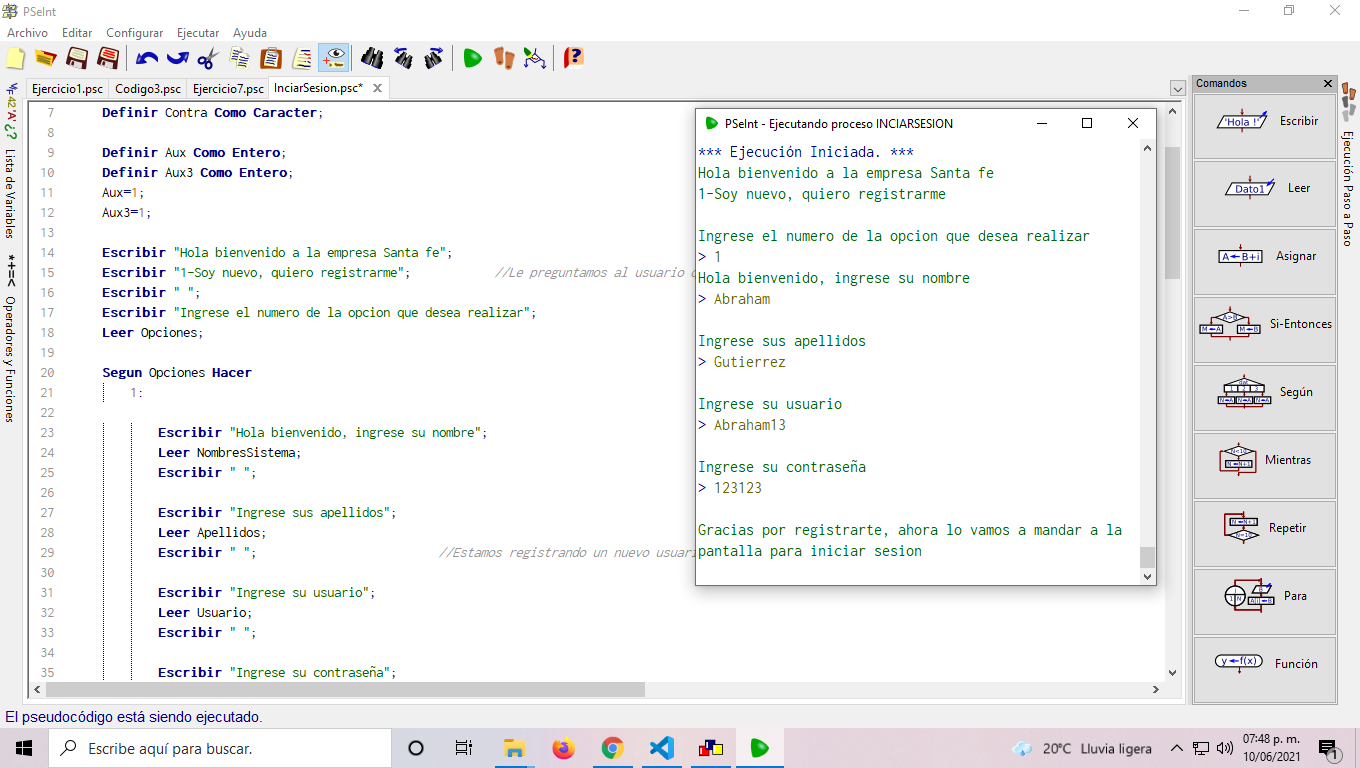 PSeInt
Archivo Editar Configurar Ejecutar Ayuda
Ejercicio1.psc Codigo3.psc Ejercicio7.psc InciarSesion.psc*
Lista de Variables
Operadores y Funciones
7 Definir Contra Como Caracter;
8
9 Definir Aux Como Entero;
10 Definir Aux3 Como Entero;
11 Aux=1;
12 Aux3=1;
13
14 Escribir "Hola bienvenido a la empresa Santa fe";
15 Escribir "1-Soy nuevo, quiero registrarme"; //Le preguntamos al usuario
16 Escribir " ";
17 Escribir "Ingrese el numero de la opcion que desea realizar";
18 Leer Opciones;
19
20 Segun Opciones Hacer
21 1:
22
23 Escribir "Hola bienvenido, ingrese su nombre";
24 Leer NombresSistema;
25 Escribir " ";
26
27 Escribir "Ingrese sus apellidos";
28 Leer Apellidos;
29 Escribir " "; //Estamos registrando un nuevo usuari
30
31 Escribir "Ingrese su usuario";
32 Leer Usuario;
33 Escribir " ";
34
35 Escribir "Ingrese su contraseña";
PSeInt - Ejecutando proceso INCIARSESION
*** Ejecución Iniciada. ***
Hola bienvenido a la empresa Santa fe
1-Soy nuevo, quiero registrarme
Ingrese el numero de la opcion que desea realizar
> 1
Hola bienvenido, ingrese su nombre
> Abraham
Ingrese sus apellidos
> Gutierrez
Ingrese su usuario
> Abraham13
Ingrese su contraseña
> 123123
Gracias por registrarte, ahora lo vamos a mandar a la
pantalla para iniciar sesion
Comandos
'Hola !' Escribir
Dato1 Leer
A←B+i Asignar
A>B M←A M←B Si-Entonces
Según
Mientras
Repetir
Para
y←f(x) Función
Ejecución Paso a Paso
El pseudocódigo está siendo ejecutado.
Escribe aquí para buscar.
20°C Lluvia ligera
07:48 p. m.
10/06/2021
1